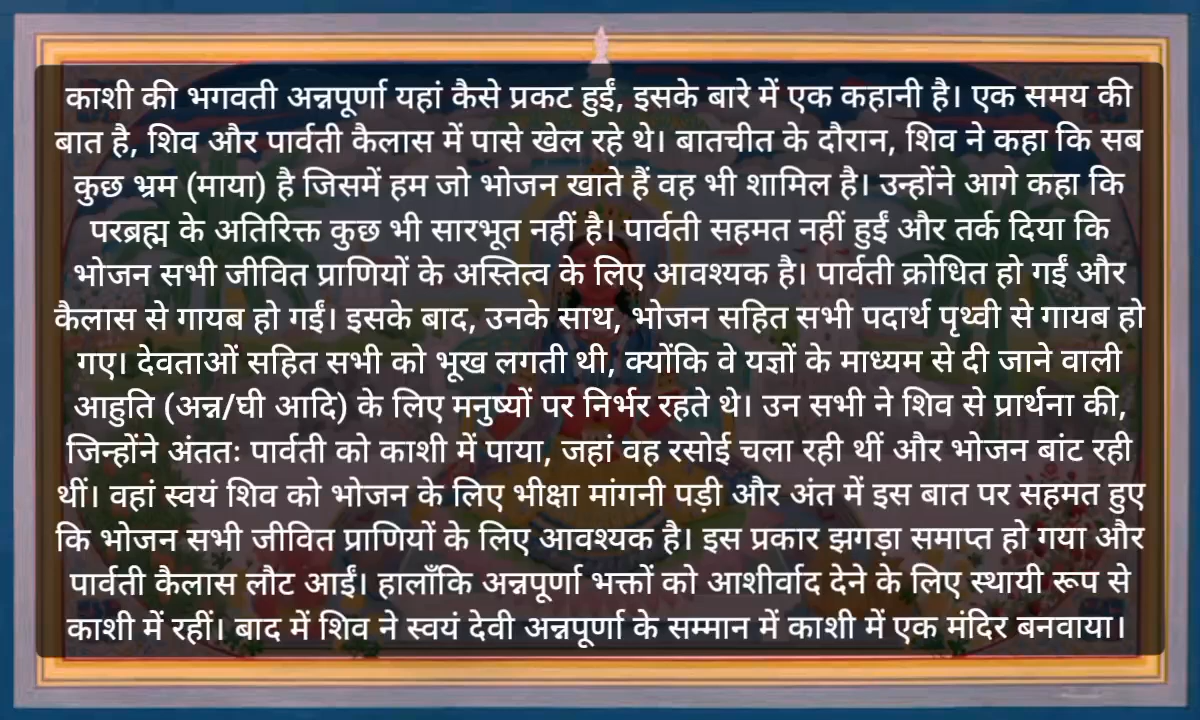 काशी की भगवती अन्नपूर्णा यहां कैसे प्रकट हुईं, इसके बारे में एक कहानी है। एक समय की
बात है, शिव और पार्वती कैलास में पासे खेल रहे थे। बातचीत के दौरान, शिव ने कहा कि सब
कुछ भ्रम (माया) है जिसमें हम जो भोजन खाते हैं वह भी शामिल है। उन्होंने आगे कहा कि
परब्रह्म के अतिरिक्त कुछ भी सारभूत नहीं है। पार्वती सहमत नहीं हुईं और तर्क दिया कि
भोजन सभी जीवित प्राणियों के अस्तित्व के लिए आवश्यक है। पार्वती क्रोधित हो गईं और
कैलास से गायब हो गईं। इसके बाद, उनके साथ, भोजन सहित सभी पदार्थ पृथ्वी से गायब हो
गए। देवताओं सहित सभी को भूख लगती थी, क्योंकि वे यज्ञों के माध्यम से दी जाने वाली
आहुति (अन्न/घी आदि) के लिए मनुष्यों पर निर्भर रहते थे। उन सभी ने शिव से प्रार्थना की,
जिन्होंने अंततः पार्वती को काशी में पाया, जहां वह रसोई चला रही थीं और भोजन बांट रही
थीं। वहां स्वयं शिव को भोजन के लिए भीक्षा मांगनी पड़ी और अंत में इस बात पर सहमत हुए
कि भोजन सभी जीवित प्राणियों के लिए आवश्यक है। इस प्रकार झगड़ा समाप्त हो गया और
पार्वती कैलास लौट आईं। हालाँकि अन्नपूर्णा भक्तों को आशीर्वाद देने के लिए स्थायी रूप से
काशी में रहीं। बाद में शिव ने स्वयं देवी अन्नपूर्णा के सम्मान में काशी में एक मंदिर बनवाया।